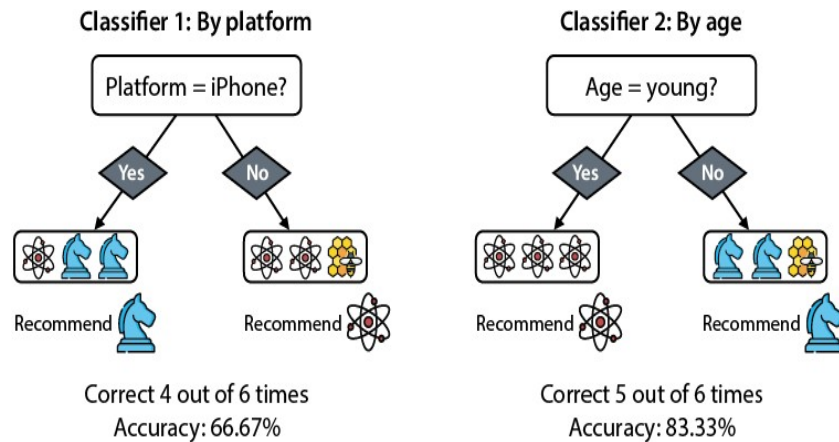 Classifier 1: By platform
Platform = iPhone?
Yes
No
Recommend
Recommend
Correct 4 out of 6 times
Accuracy: 66.67%
Classifier 2: By age
Age = young?
Yes
No
Recommend
Recommend
Correct 5 out of 6 times
Accuracy: 83.33%